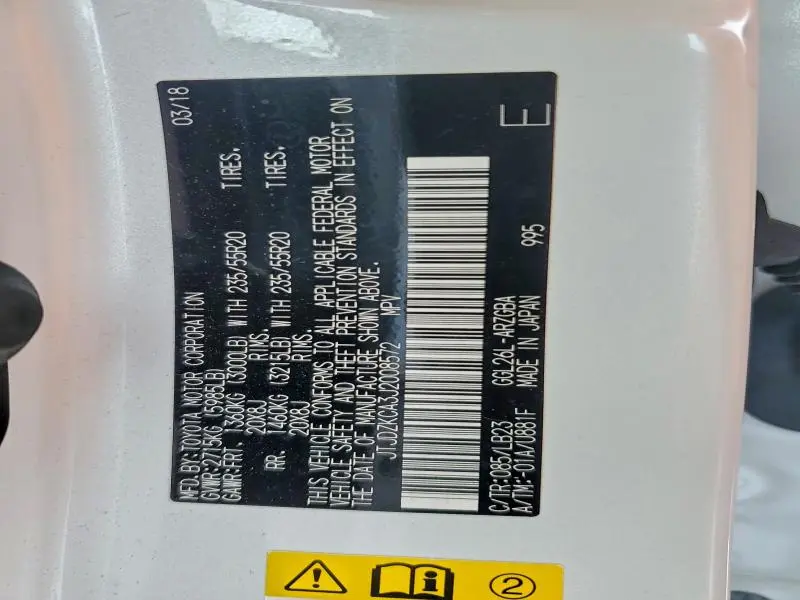 MFD. BY: TOYOTA MOTOR CORPORATION 03/18
GVWR: 2715KG (5985LB)
GAWR: FRT. 1360KG (3000LB) WITH 235/55R20 TIRES.
20X8J RIMS.
RR. 1460KG (3215LB) WITH 235/55R20 TIRES.
20X8J RIMS.
THIS VEHICLE CONFORMS TO ALL APPLICABLE FEDERAL MOTOR
VEHICLE SAFETY AND THEFT PREVENTION STANDARDS IN EFFECT ON
THE DATE OF MANUFACTURE SHOWN ABOVE.
JTJDZKCA3J2008572 MPV
C/TR:085/LB23 GGL26L-ARZGBA
A/TM:-01A/U881F MADE IN JAPAN 995 E
2